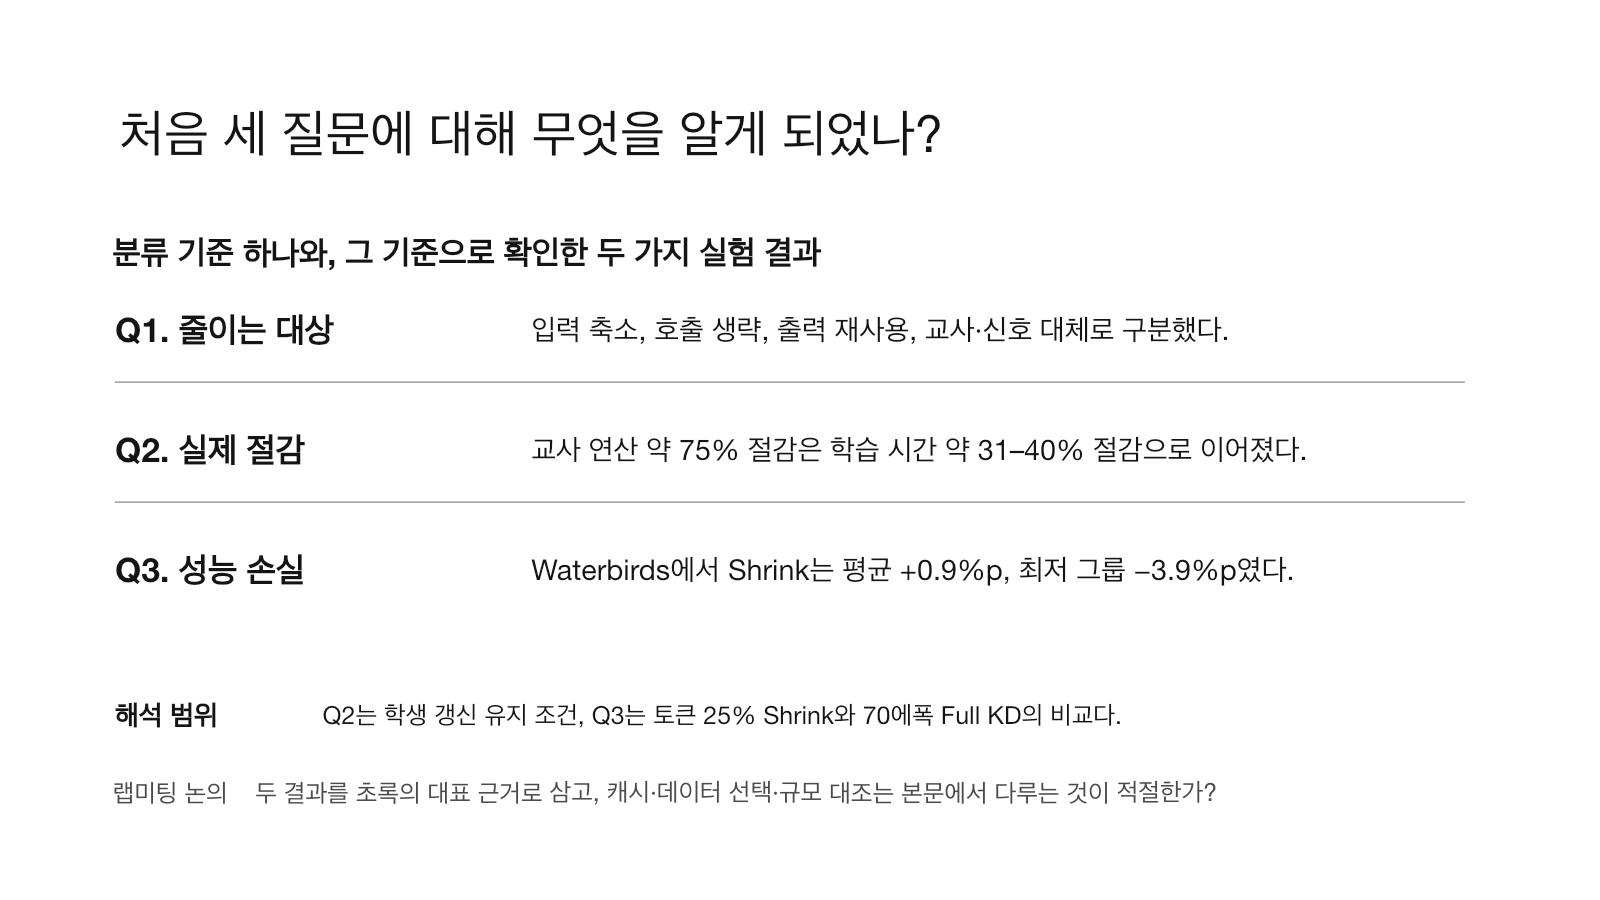 처음 세 질문에 대해 무엇을 알게 되었나?
분류 기준 하나와, 그 기준으로 확인한 두 가지 실험 결과
Q1. 줄이는 대상 입력 축소, 호출 생략, 출력 재사용, 교사·신호 대체로 구분했다.
Q2. 실제 절감 교사 연산 약 75% 절감은 학습 시간 약 31–40% 절감으로 이어졌다.
Q3. 성능 손실 Waterbirds에서 Shrink는 평균 +0.9%p, 최저 그룹 −3.9%p였다.
해석 범위 Q2는 학생 갱신 유지 조건, Q3는 토큰 25% Shrink와 70에폭 Full KD의 비교다.
랩미팅 논의 두 결과를 초록의 대표 근거로 삼고, 캐시·데이터 선택·규모 대조는 본문에서 다루는 것이 적절한가?